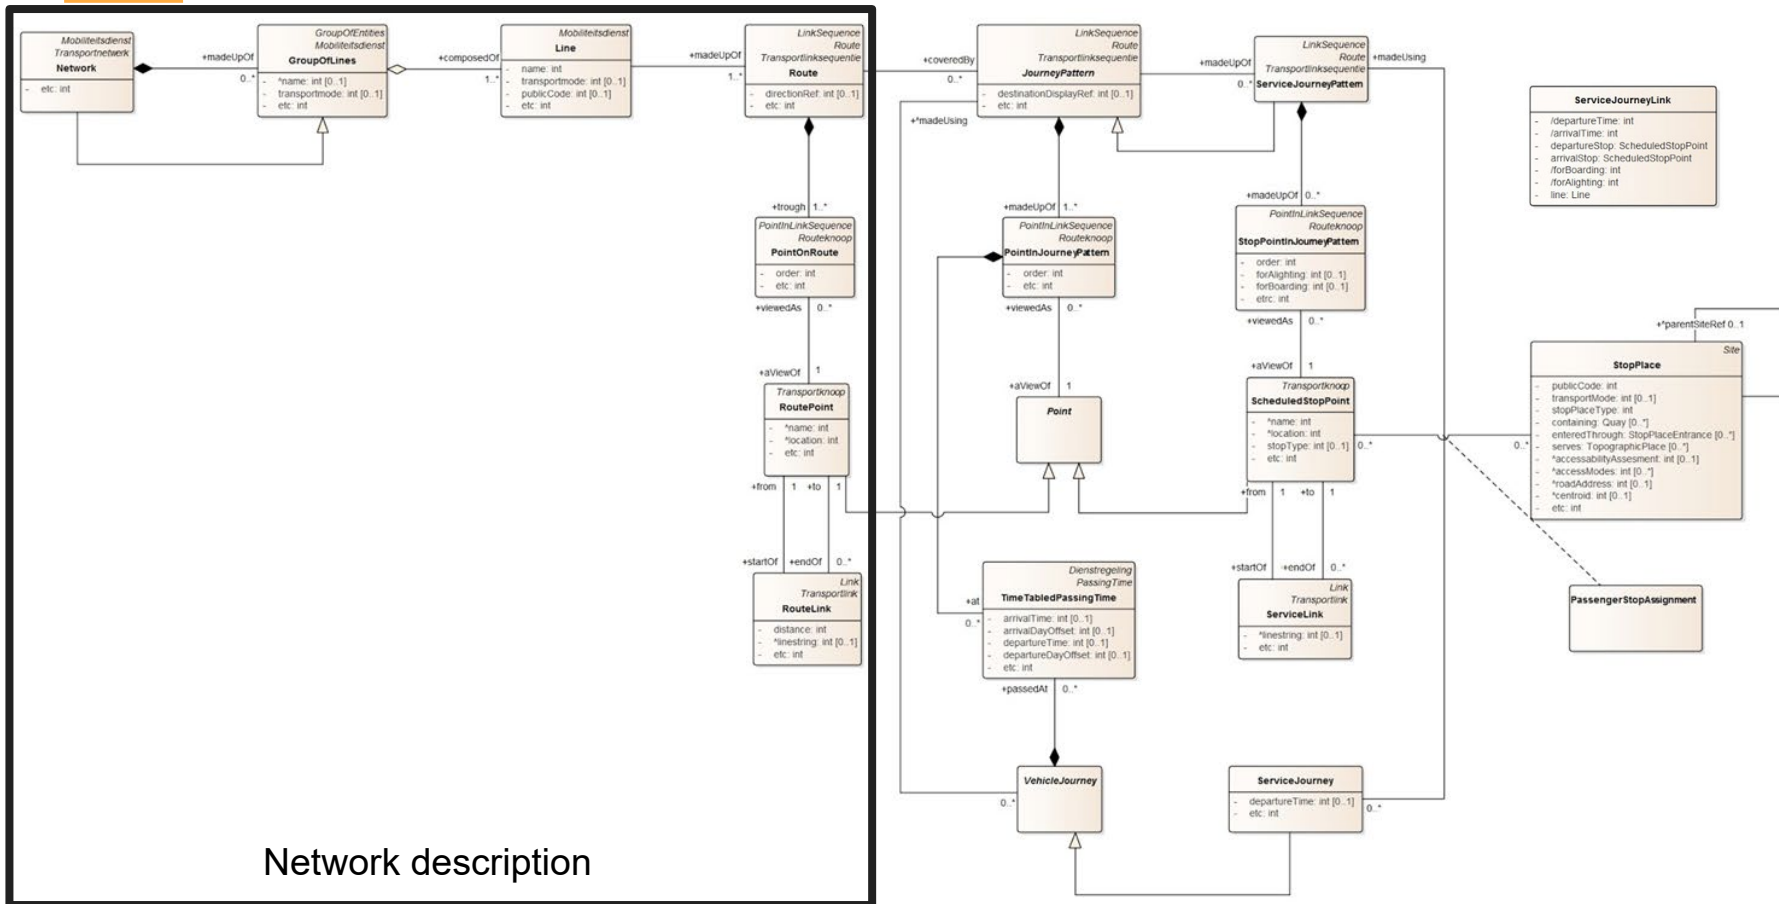 Mobiliteitsdienst
Transportnetwerk
Network
- etc: int
+madeUpOf
0..*
GroupOfEntities
Mobiliteitsdienst
GroupOfLines
- ^name: int [0..1]
- transportmode: int [0..1]
- etc: int
+composedOf
1..*
Mobiliteitsdienst
Line
- name: int
- transportmode: int [0..1]
- publicCode: int [0..1]
- etc: int
+madeUpOf
1..*
LinkSequence
Route
Transportlinksequentie
Route
- directionRef: int [0..1]
- etc: int
+trough 1..*
PointInLinkSequence
Routeknoop
PointOnRoute
- order: int
- etc: int
+viewedAs 0..*
+aViewOf 1
Transportknoop
RoutePoint
- ^name: int
- ^location: int
- etc: int
+from 1 +to 1
+startOf +endOf 0..*
Link
Transportlink
RouteLink
- distance: int
- ^linestring: int [0..1]
- etc: int
Network description
+coveredBy
0..*
LinkSequence
Route
Transportlinksequentie
JourneyPattern
- destinationDisplayRef: int [0..1]
- etc: int
+^madeUsing
+madeUpOf
0..*
LinkSequence
Route
Transportlinksequentie
ServiceJourneyPattern
+madeUsing
+madeUpOf 1..*
PointInLinkSequence
Routeknoop
PointInJourneyPattern
- order: int
- etc: int
+viewedAs 0..*
+aViewOf 1
Point
+madeUpOf 0..*
PointInLinkSequence
Routeknoop
StopPointInJourneyPattern
- order: int
- forAlighting: int [0..1]
- forBoarding: int [0..1]
- etrc: int
+viewedAs 0..*
+aViewOf 1
Transportknoop
ScheduledStopPoint
- ^name: int
- ^location: int
- stopType: int [0..1]
- etc: int
0..*
0..*
+from 1 +to 1
+startOf +endOf 0..*
Link
Transportlink
ServiceLink
- ^linestring: int [0..1]
- etc: int
+at
0..*
Dienstregeling
PassingTime
TimeTabledPassingTime
- arrivalTime: int [0..1]
- arrivalDayOffset: int [0..1]
- departureTime: int [0..1]
- departureDayOffset: int [0..1]
- etc: int
+passedAt 0..*
VehicleJourney
0..*
ServiceJourney
- departureTime: int [0..1]
- etc: int
0..*
ServiceJourneyLink
- /departureTime: int
- /arrivalTime: int
- departureStop: ScheduledStopPoint
- arrivalStop: ScheduledStopPoint
- /forBoarding: int
- /forAlighting: int
- line: Line
+^parentSiteRef 0..1
Site
StopPlace
- publicCode: int
- transportMode: int [0..1]
- stopPlaceType: int
- containing: Quay [0..*]
- enteredThrough: StopPlaceEntrance [0..*]
- serves: TopographicPlace [0..*]
- ^accessabilityAssesment: int [0..1]
- ^accessModes: int [0..*]
- ^roadAddress: int [0..1]
- ^centroid: int [0..1]
- etc: int
PassengerStopAssignment